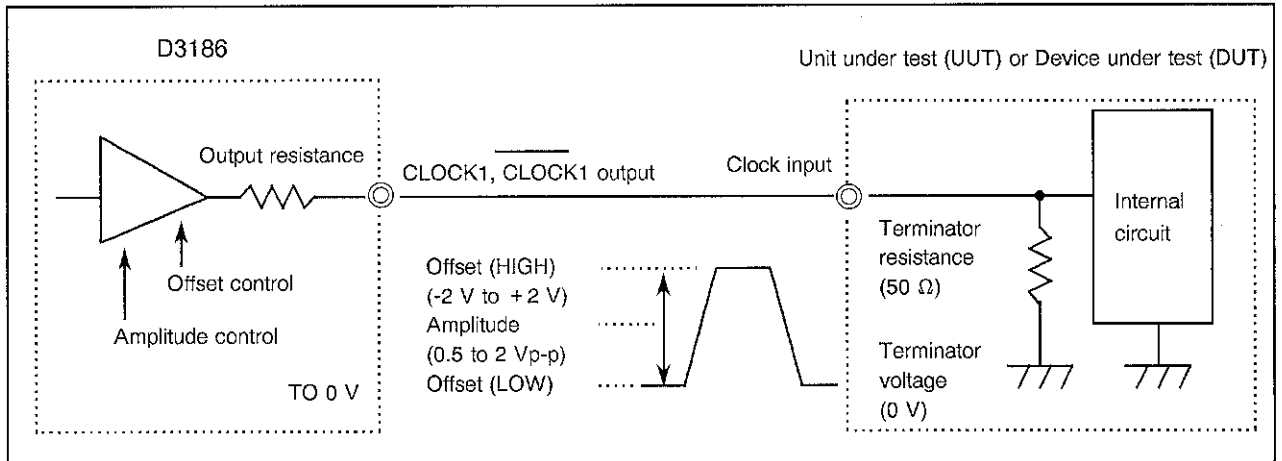 D3186
Unit under test (UUT) or Device under test (DUT)
Output resistance
CLOCK1, C̅L̅O̅C̅K̅1̅ output
Clock input
Internal
circuit
Offset control
Amplitude control
TO 0 V
Offset (HIGH)
(-2 V to +2 V)
Amplitude
(0.5 to 2 Vp-p)
Offset (LOW)
Terminator
resistance
(50 Ω)
Terminator
voltage
(0 V)